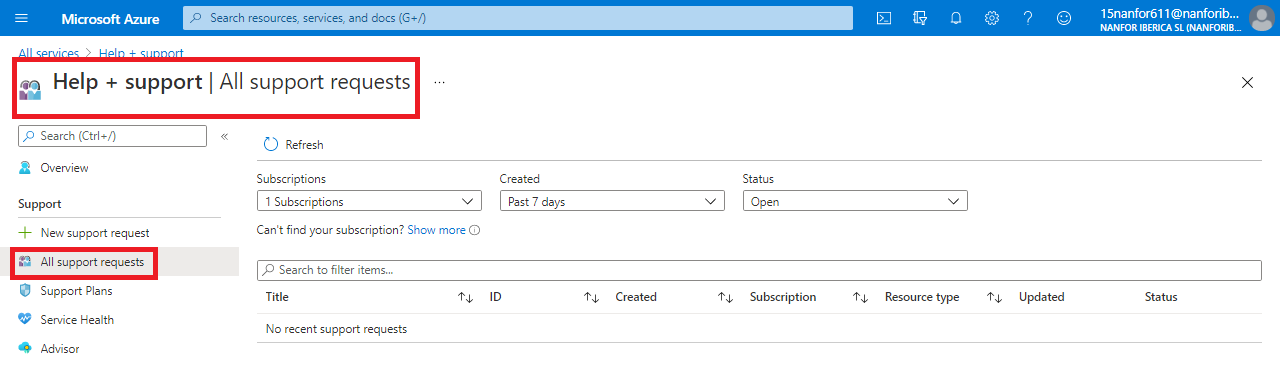 Microsoft Azure
Search resources, services, and docs (G+/)
15nanfor611@nanforib...
NANFOR IBERICA SL (NANFORIB...
All services > Help + support
Help + support | All support requests ...
Search (Ctrl+/) «
Overview
Support
New support request
All support requests
Support Plans
Service Health
Advisor
Refresh
Subscriptions Created Status
1 Subscriptions Past 7 days Open
Can't find your subscription? Show more
Search to filter items...
Title ID Created Subscription Resource type Updated Status
No recent support requests